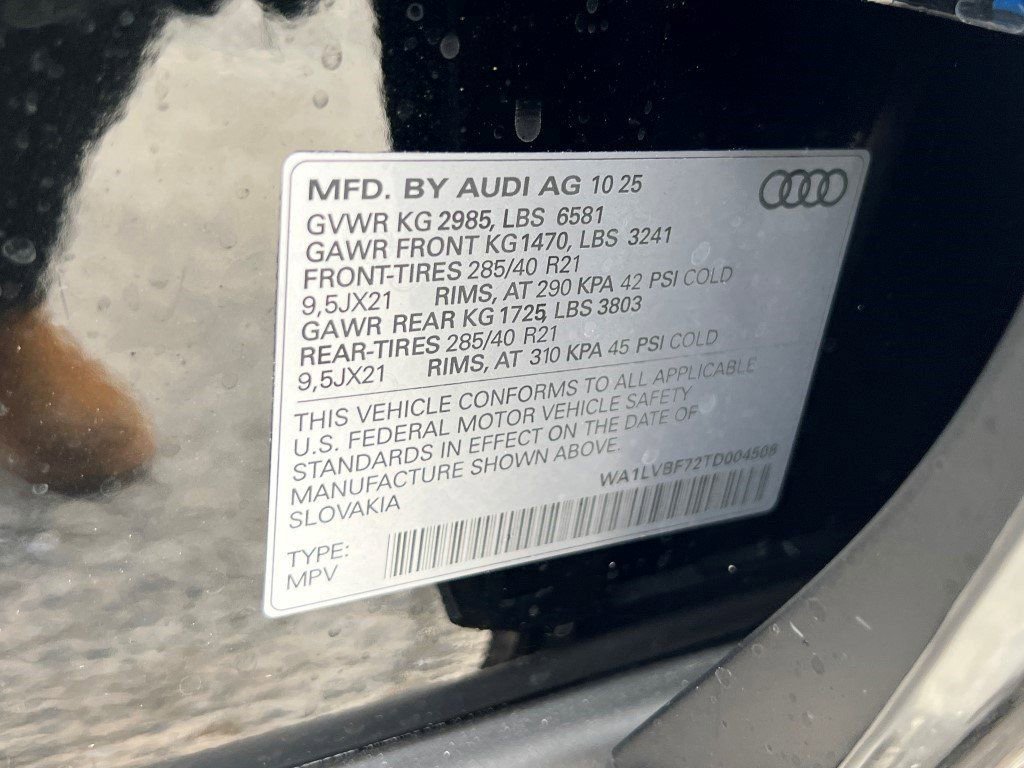 MFD. BY AUDI AG 10 25
GVWR KG 2985, LBS 6581
GAWR FRONT KG 1470, LBS 3241
FRONT-TIRES 285/40 R21
9,5JX21 RIMS, AT 290 KPA 42 PSI COLD
GAWR REAR KG 1725, LBS 3803
REAR-TIRES 285/40 R21
9,5JX21 RIMS, AT 310 KPA 45 PSI COLD
THIS VEHICLE CONFORMS TO ALL APPLICABLE
U.S. FEDERAL MOTOR VEHICLE SAFETY
STANDARDS IN EFFECT ON THE DATE OF
MANUFACTURE SHOWN ABOVE.
SLOVAKIA
WA1LVBF72TD004508
TYPE:
MPV